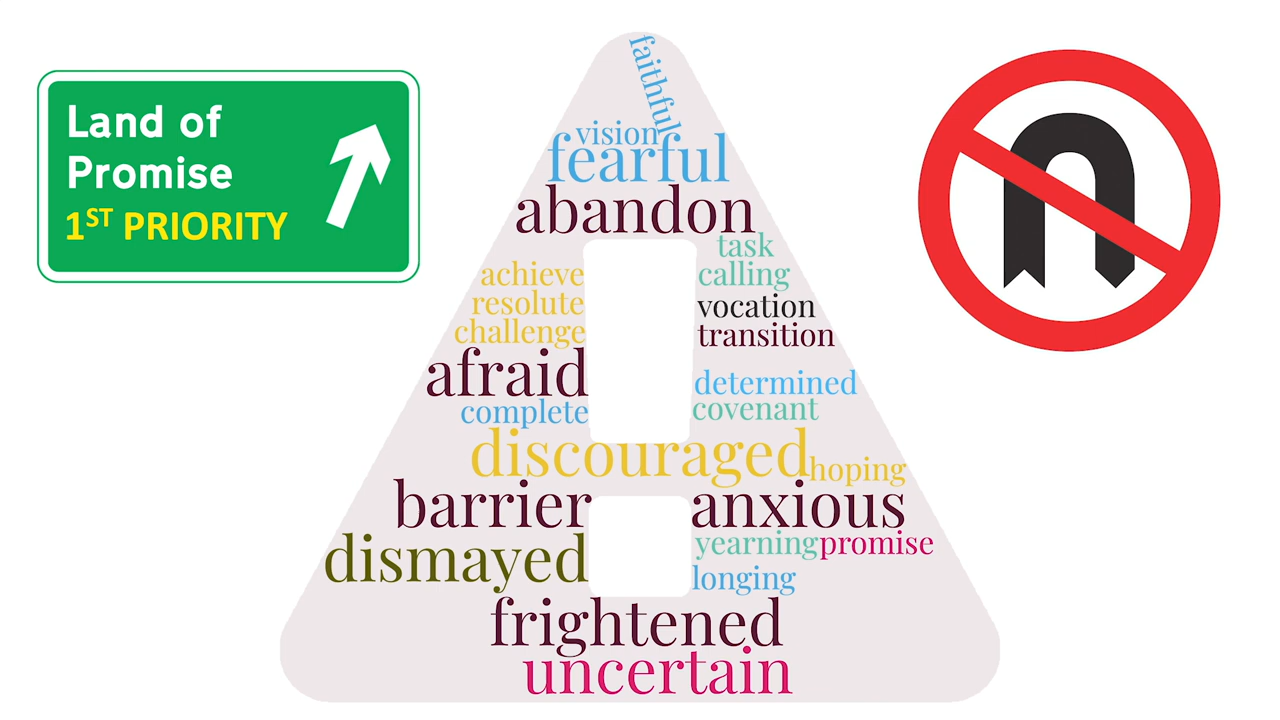 Land of
Promise
1ST PRIORITY
faithful
vision
fearful
abandon
task
achieve calling
resolute vocation
challenge transition
afraid determined
complete covenant
discouraged hoping
barrier anxious
yearning promise
dismayed longing
frightened
uncertain